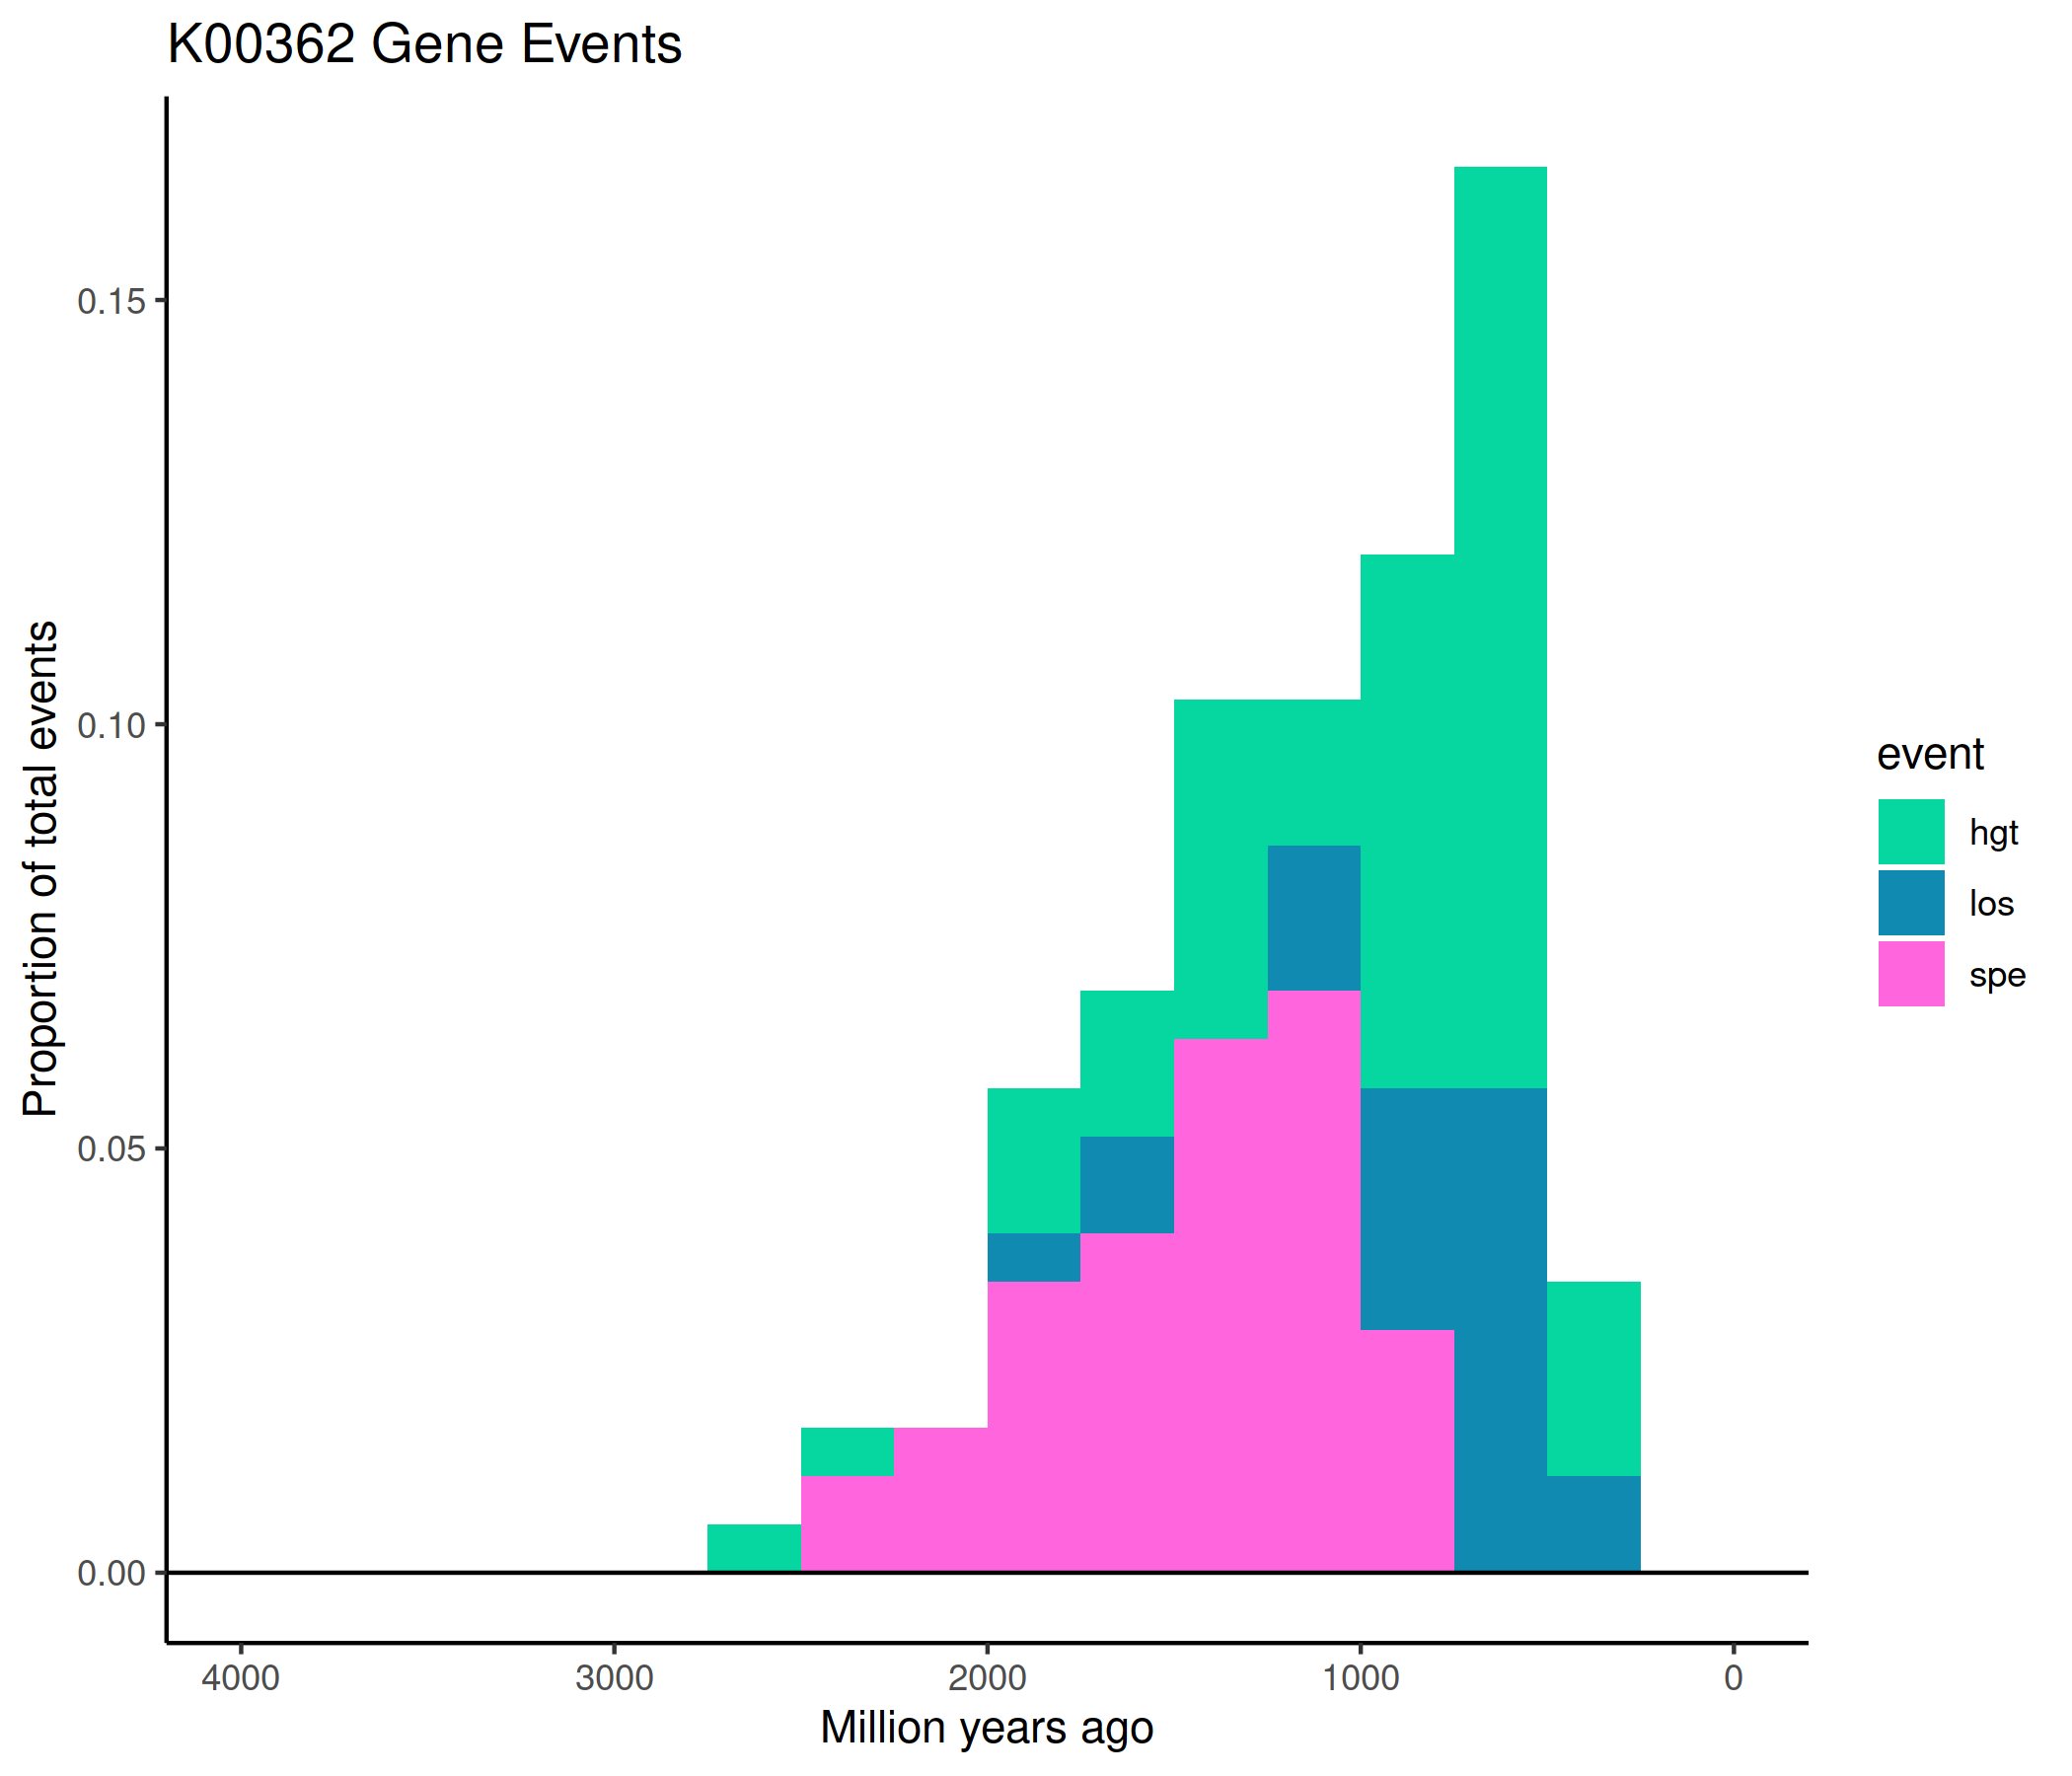 K00362 Gene Events
Proportion of total events
0.15
0.10
0.05
0.00
4000 3000 2000 1000 0
Million years ago
event
hgt
los
spe